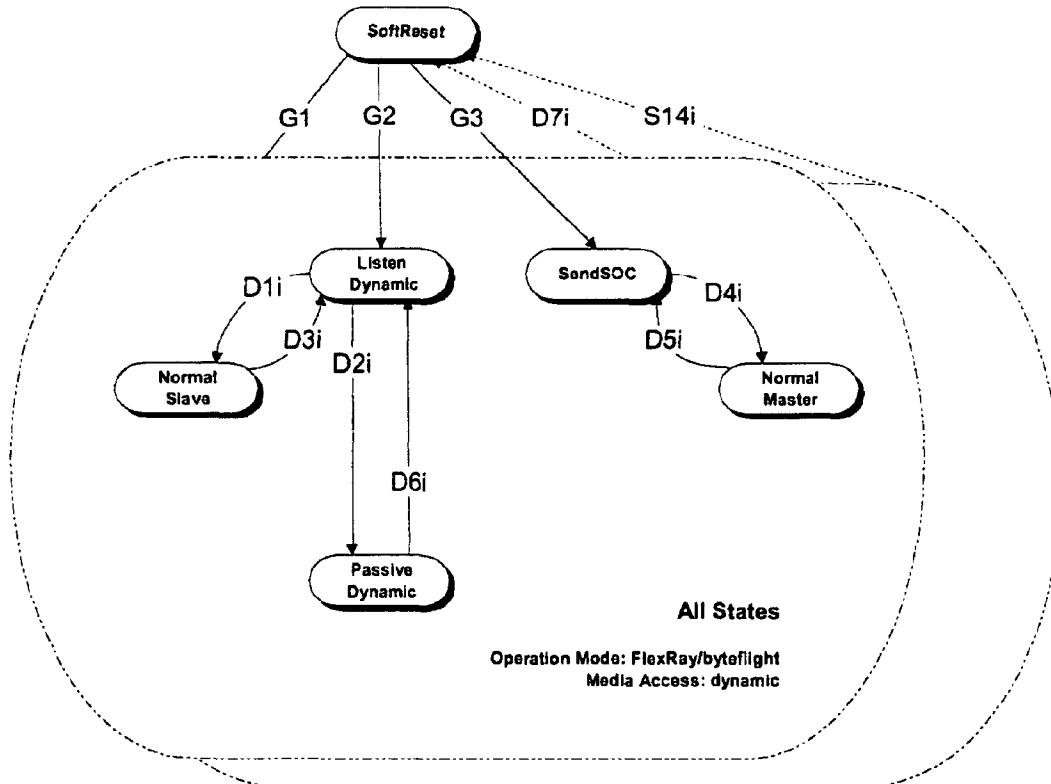 SoftReset
G1
G2
G3
D7i
S14i
Listen
Dynamic
SendSOC
D1i
D4i
D3i
D2i
D5i
Normal
Slave
Normal
Master
D6i
Passive
Dynamic
All States
Operation Mode: FlexRay/byteflight
Media Access: dynamic